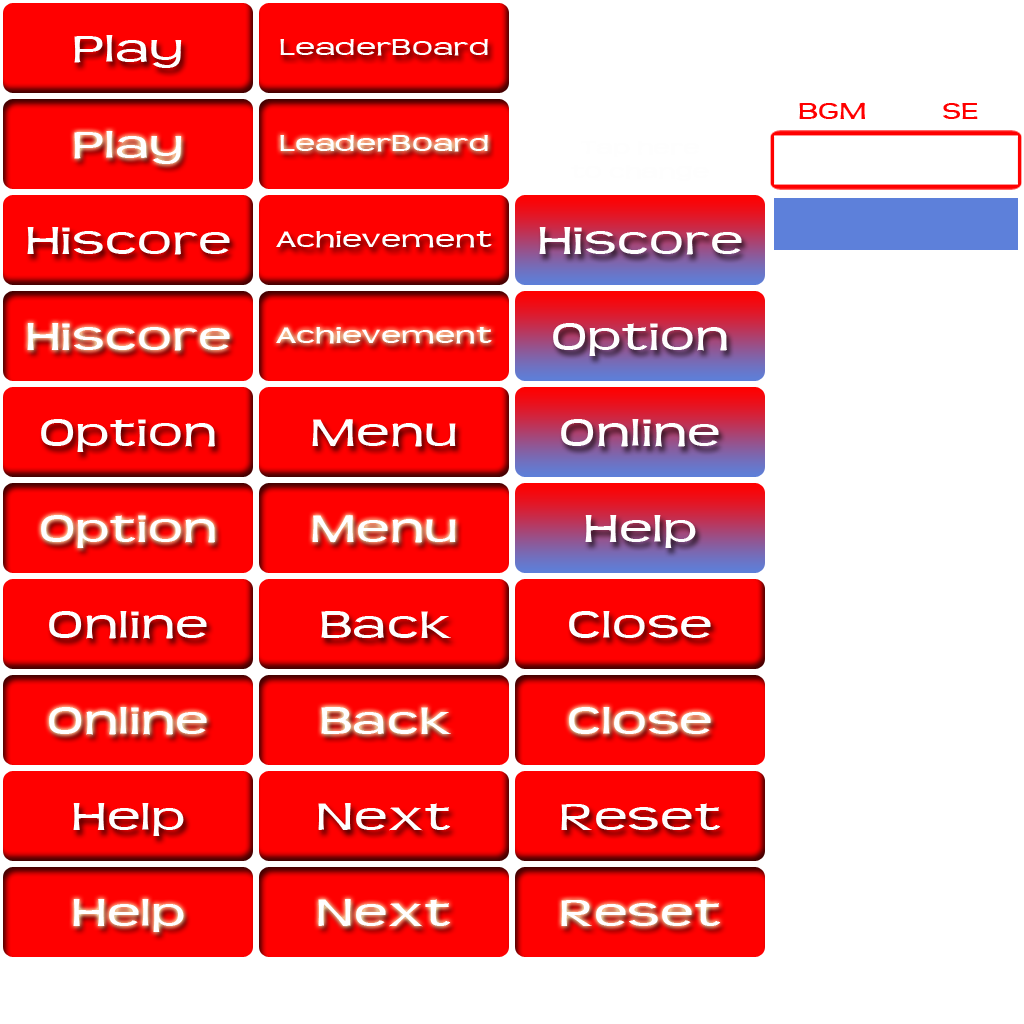 Play LeaderBoard
BGM SE
Play LeaderBoard
Hiscore Achievement Hiscore
Hiscore Achievement Option
Option Menu Online
Option Menu Help
Online Back Close
Online Back Close
Help Next Reset
Help Next Reset